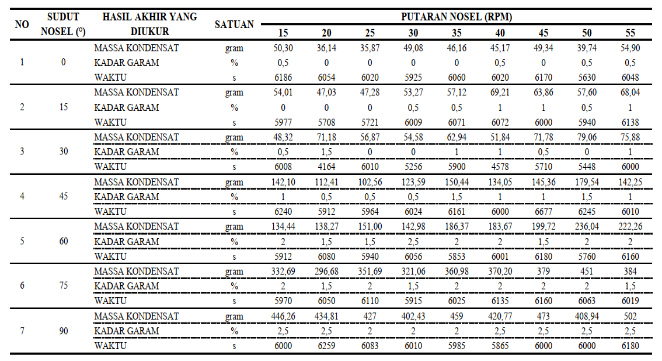 NO SUDUT NOSEL (°) HASIL AKHIR YANG DIUKUR SATUAN PUTARAN NOSEL (RPM)
15 20 25 30 35 40 45 50 55
MASSA KONDENSAT gram 50,30 36,14 35,87 49,08 46,16 45,17 49,34 39,74 54,90
1 0 KADAR GARAM % 0,5 0 0 0 0 0,5 0 0,5 0,5
WAKTU s 6186 6054 6020 5925 6060 6020 6170 5630 6048
MASSA KONDENSAT gram 54,01 47,03 47,28 53,27 57,12 69,21 63,86 57,60 68,04
2 15 KADAR GARAM % 0 0 0 0,5 0,5 1 1 0,5 1
WAKTU s 5977 5708 5721 6009 6071 6072 6000 5940 6138
MASSA KONDENSAT gram 48,32 71,18 56,87 54,58 62,94 51,84 71,78 79,06 75,88
3 30 KADAR GARAM % 0,5 1,5 0 0 1 1 0,5 0 1
WAKTU s 6008 4164 6010 5256 5900 4578 5710 5448 6000
MASSA KONDENSAT gram 142,10 112,41 102,56 123,59 150,44 134,05 145,36 179,54 142,25
4 45 KADAR GARAM % 1 0,5 0,5 0,5 1,5 1 1 1,5 1
WAKTU s 6240 5912 5964 6024 6161 6000 6677 6245 6010
MASSA KONDENSAT gram 134,44 138,27 151,00 142,98 186,37 183,67 199,72 236,04 222,26
5 60 KADAR GARAM % 2 1,5 1,5 2,5 2 2 1,5 2 2
WAKTU s 5912 6080 5940 6056 5853 6001 6180 5760 6160
MASSA KONDENSAT gram 332,69 296,68 351,69 321,06 360,98 370,20 379 451 384
6 75 KADAR GARAM % 2 1,5 2 1,5 2 2 2 2 1,5
WAKTU s 5970 6050 6110 5915 6025 6135 6160 6063 6019
MASSA KONDENSAT gram 446,26 434,81 427 402,43 459 420,77 473 408,94 502
7 90 KADAR GARAM % 2,5 2,5 2 2 2 2,5 2,5 2,5 2,5
WAKTU s 6000 6259 6083 6010 5985 5865 6000 6000 6180